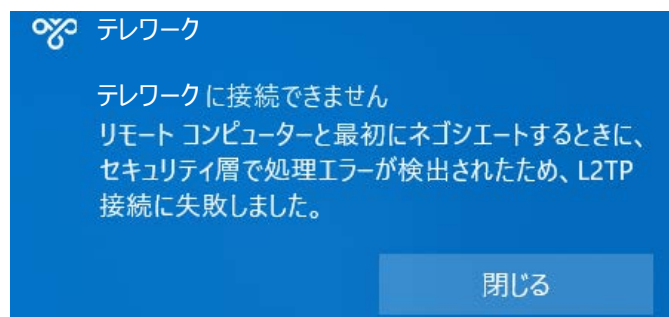 テレワーク
テレワークに接続できません
リモート コンピューターと最初にネゴシエートするときに、
セキュリティ層で処理エラーが検出されたため、L2TP
接続に失敗しました。
閉じる